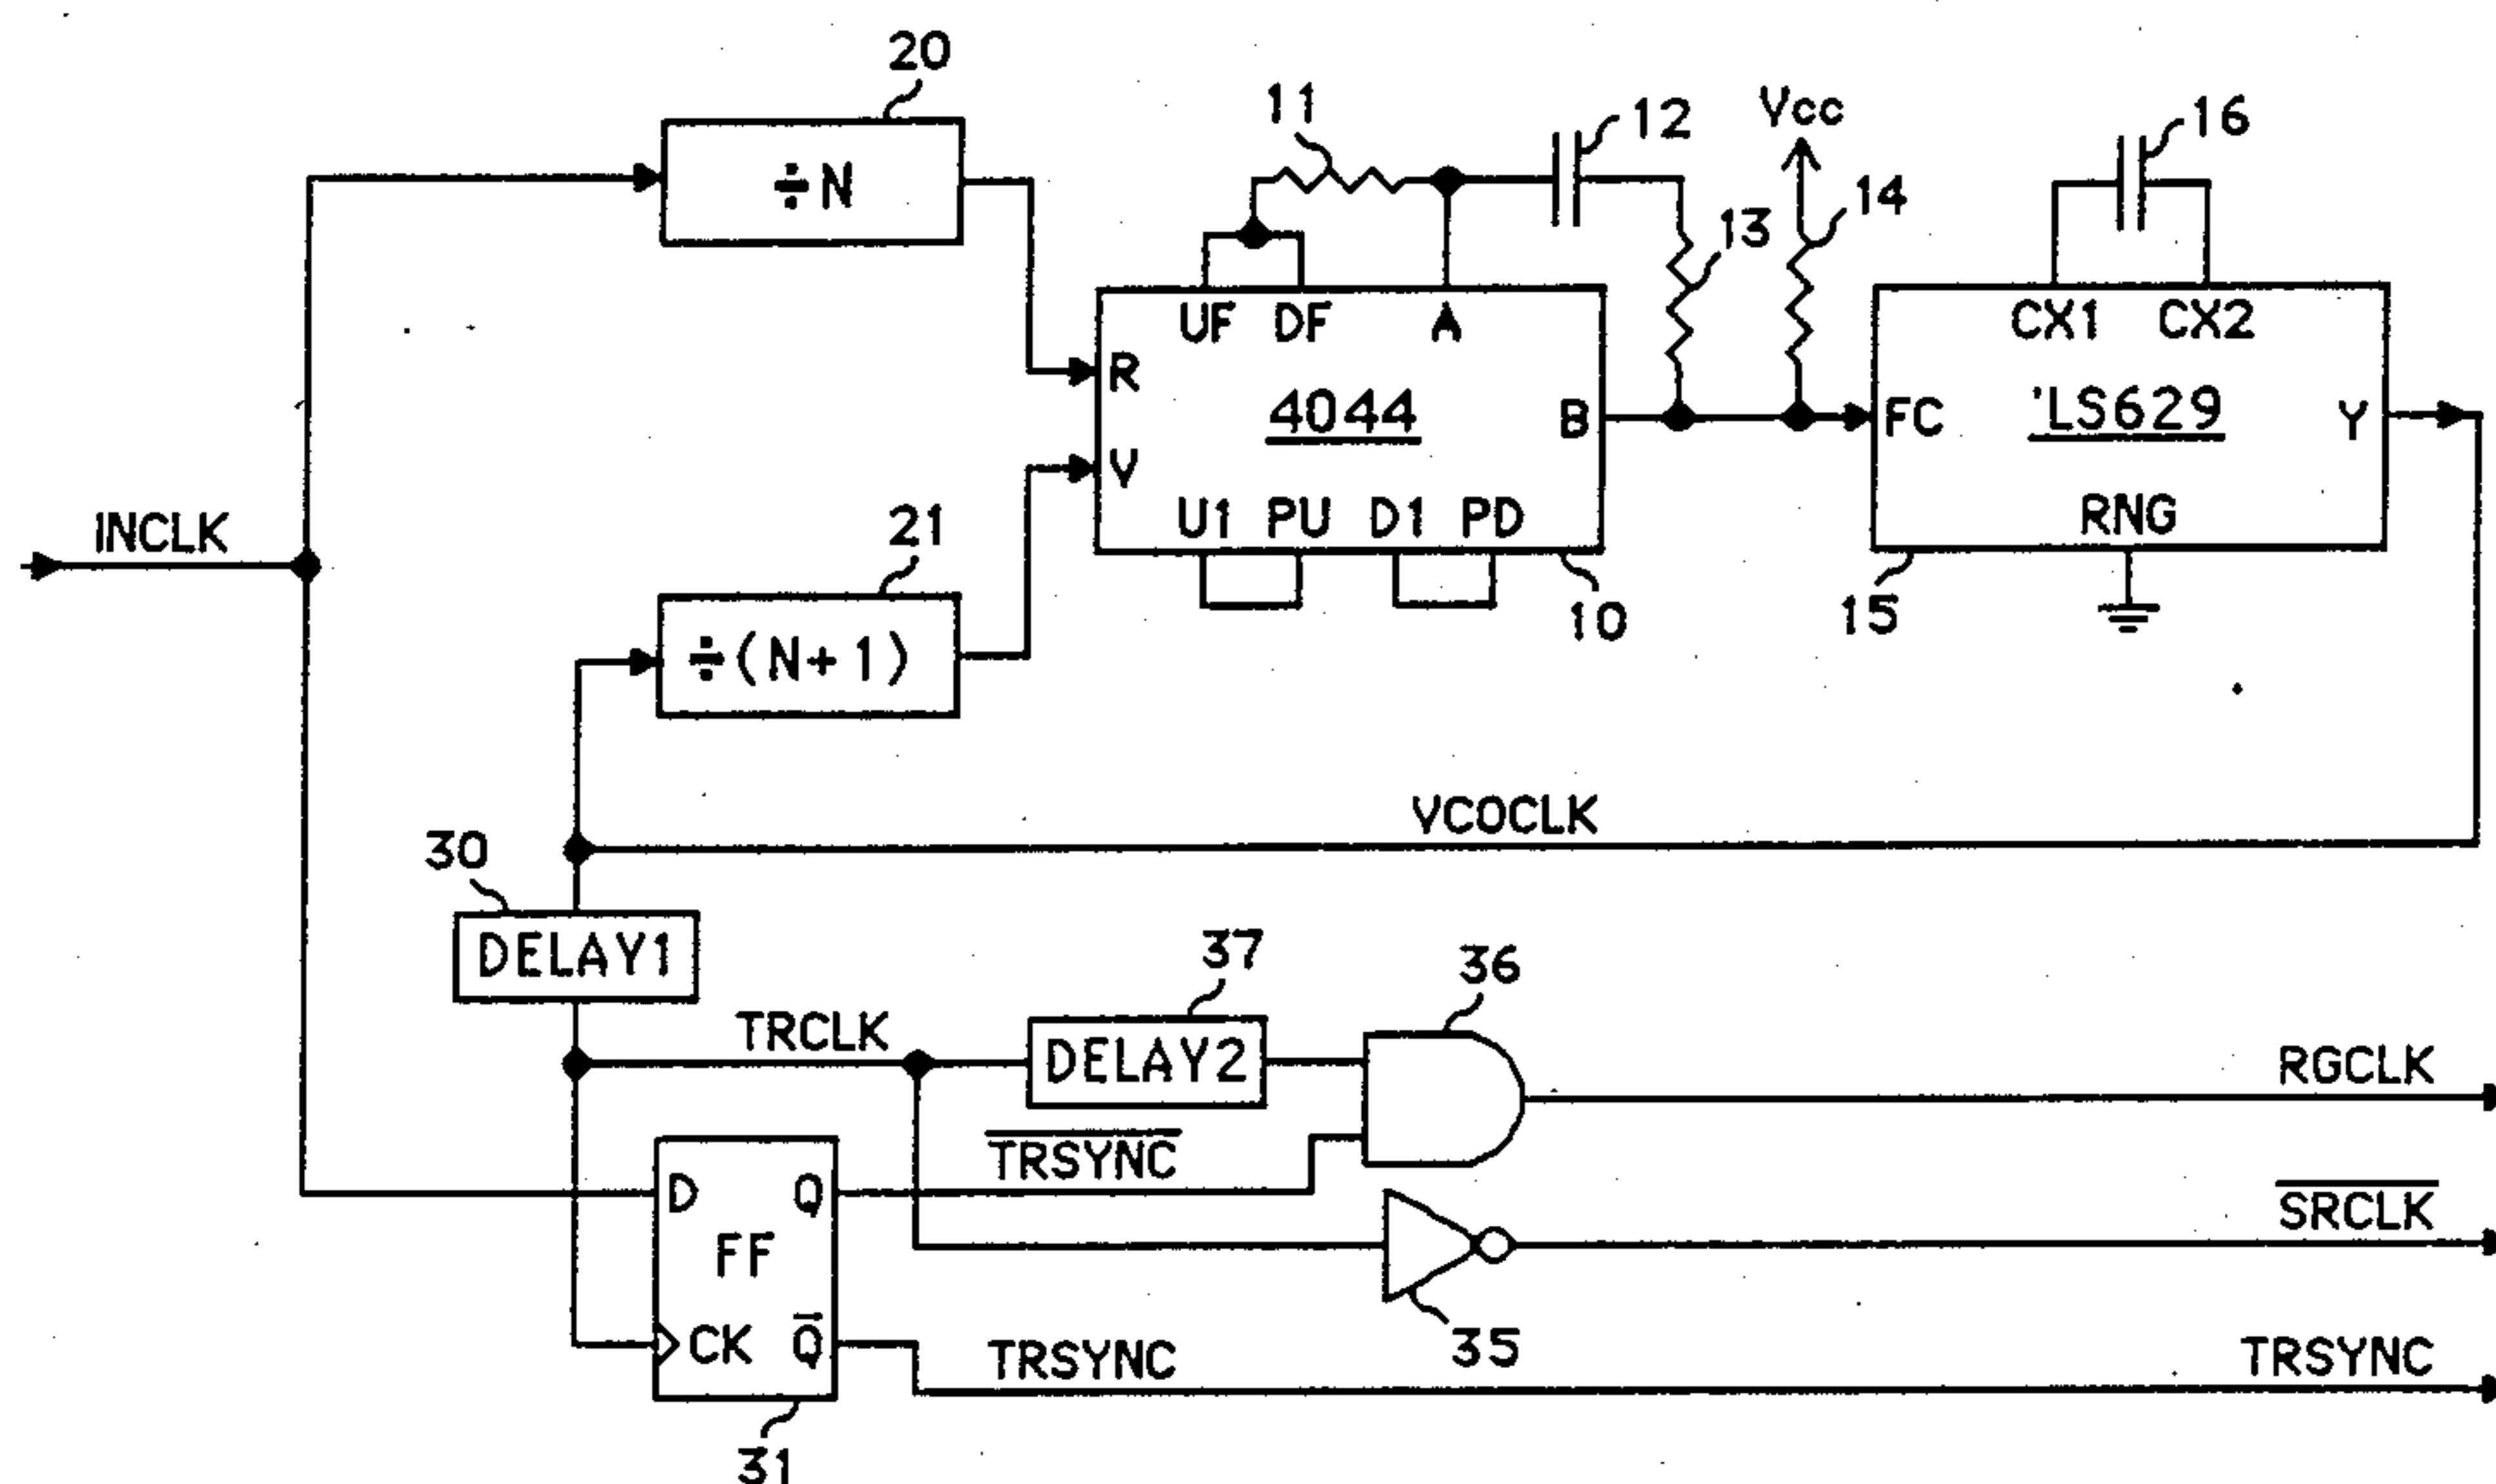 20
÷N
11
12
Vcc
16
14
13
UF DF A
R
4044
B
V
U1 PU D1 PD
10
CX1 CX2
FC
'LS629
Y
RNG
15
INCLK
21
÷(N+1)
VCOCLK
30
DELAY1
37
36
TRCLK
DELAY2
RGCLK
T̅R̅S̅Y̅N̅C̅
D Q
S̅R̅C̅L̅K̅
FF
35
CK Q̅
TRSYNC
TRSYNC
31